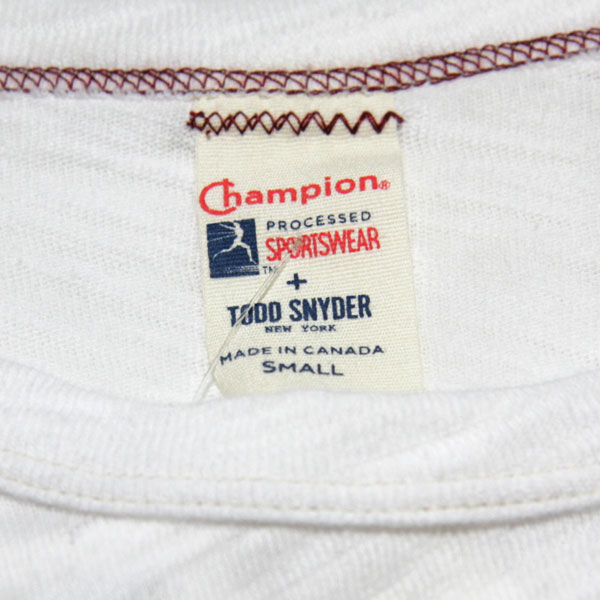 Champion®
PROCESSED
SPORTSWEAR
TM
+
TODD SNYDER
NEW YORK
MADE IN CANADA
SMALL